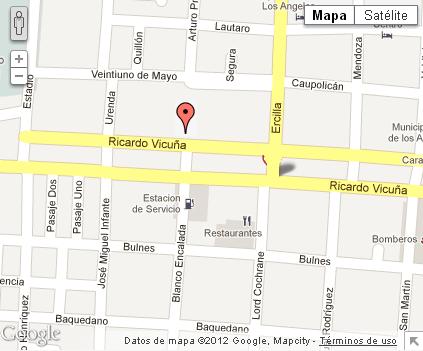 Los Angeles
Mapa
Satélite
Lautaro
Quillón
Arturo Pr
Segura
Mendoza
Centro
Veintiuno de Mayo
Caupolicán
Estadio
Urenda
Ercilla
Municip
de los A
Ricardo Vicuña
Cara
Ricardo Vicuña
Pasaje Dos
Pasaje Uno
José Miguel Infante
Estacion
de Servicio
Blanco Encalada
Restaurantes
Bomberos
Bulnes
Bulnes
Lord Cochrane
encia
San Martín
Rodríguez
Henríquez
Baquedano
Baquedano
Google
Datos de mapa ©2012 Google, Mapcity - Términos de uso